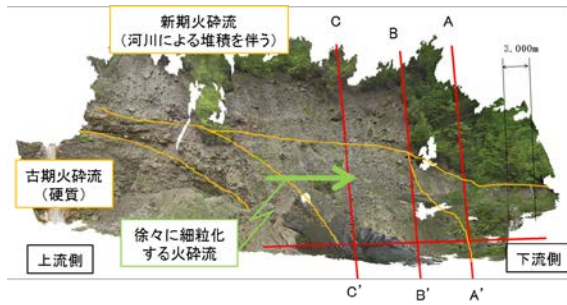 新期火砕流
(河川による堆積を伴う)
C
B
A
3.000m
古期火砕流
(硬質)
徐々に細粒化
する火砕流
上流側
下流側
C'
B'
A'